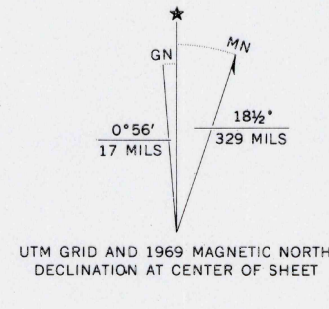 GN MN
0°56′ 18½°
17 MILS 329 MILS
UTM GRID AND 1969 MAGNETIC NORTH
DECLINATION AT CENTER OF SHEET